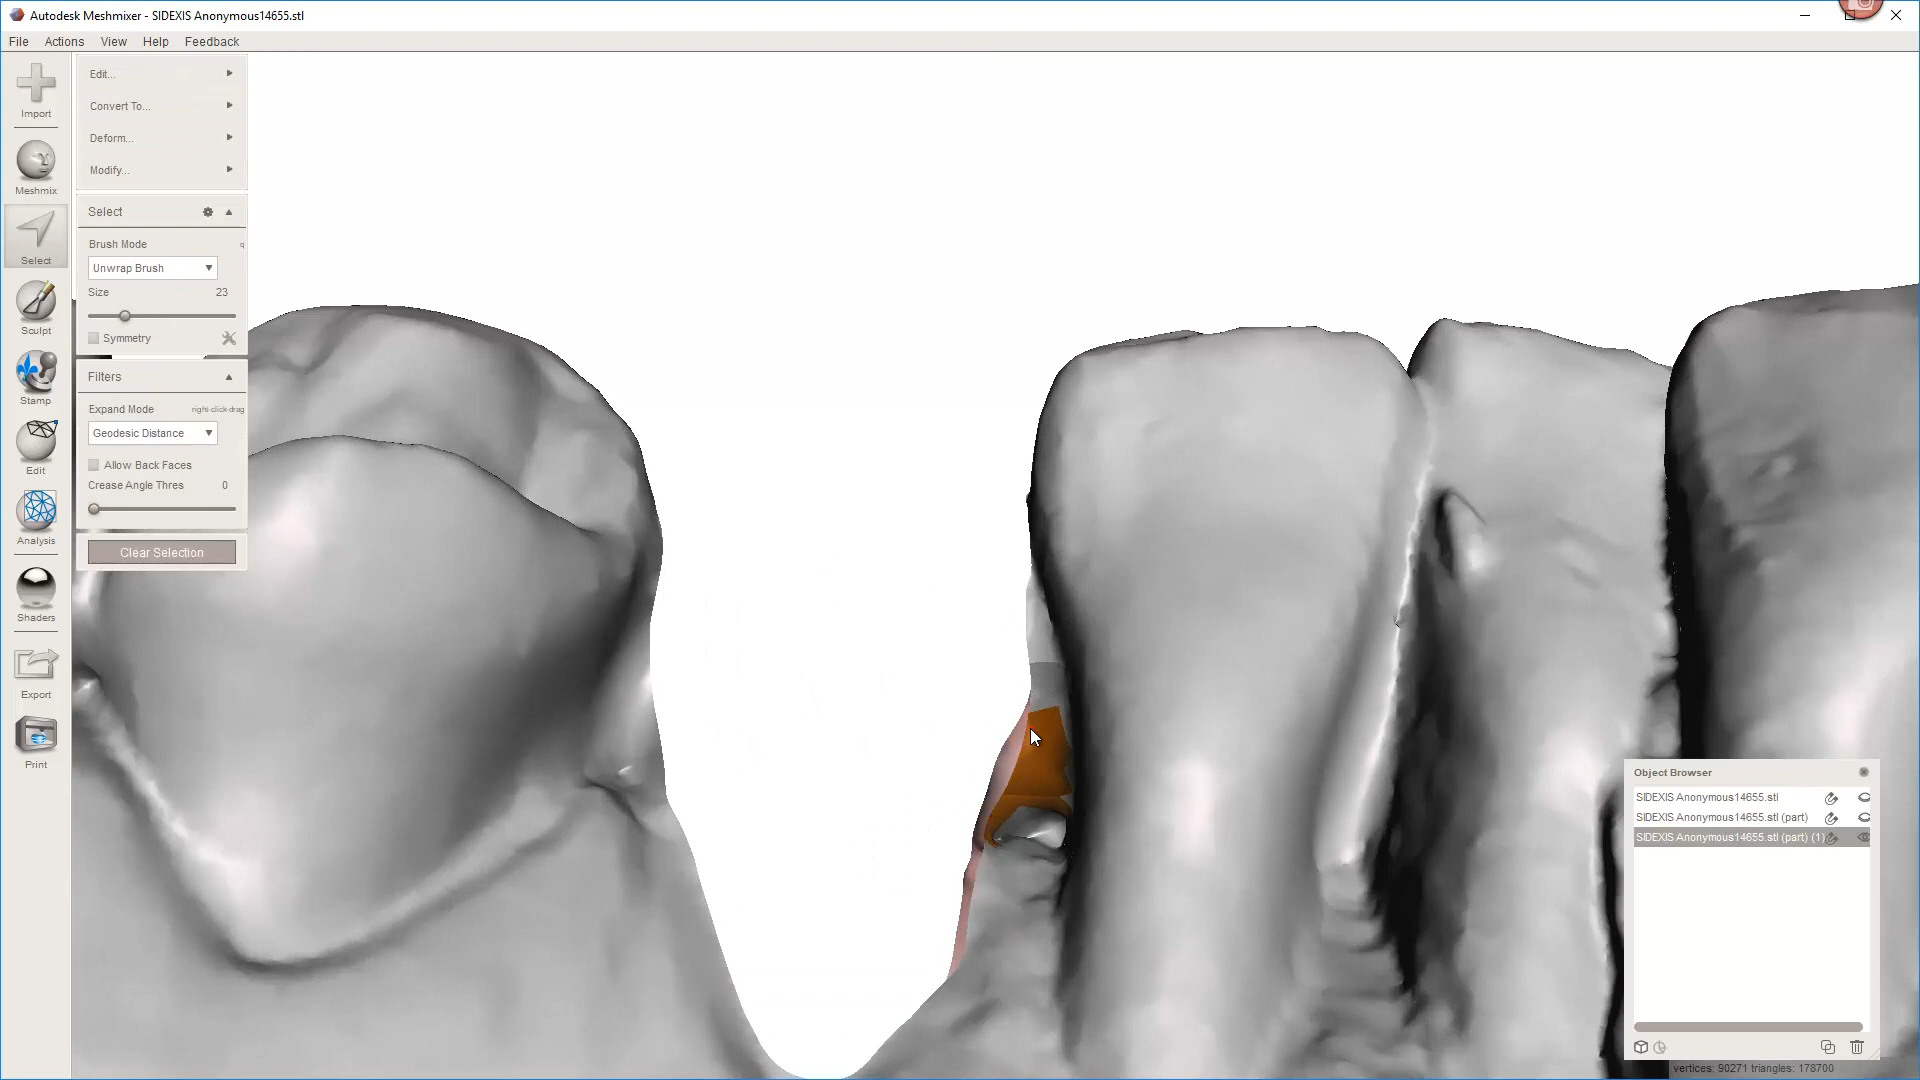 Autodesk Meshmixer - SIDEXIS Anonymous14655.stl
File Actions View Help Feedback
Import
Meshmix
Select
Sculpt
Stamp
Edit
Analysis
Shaders
Export
Print
Edit...
Convert To...
Deform...
Modify...
Select
Brush Mode q
Unwrap Brush
Size 23
Symmetry
Filters
Expand Mode right-click-drag
Geodesic Distance
Allow Back Faces
Crease Angle Thres 0
Clear Selection
Object Browser
SIDEXIS Anonymous14655.stl
SIDEXIS Anonymous14655.stl (part)
SIDEXIS Anonymous14655.stl (part) (1)
vertices: 90271 triangles: 178700